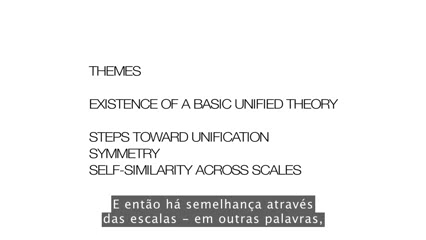 THEMES
EXISTENCE OF A BASIC UNIFIED THEORY
STEPS TOWARD UNIFICATION
SYMMETRY
SELF-SIMILARITY ACROSS SCALES
E então há semelhança através
das escalas - em outras palavras,